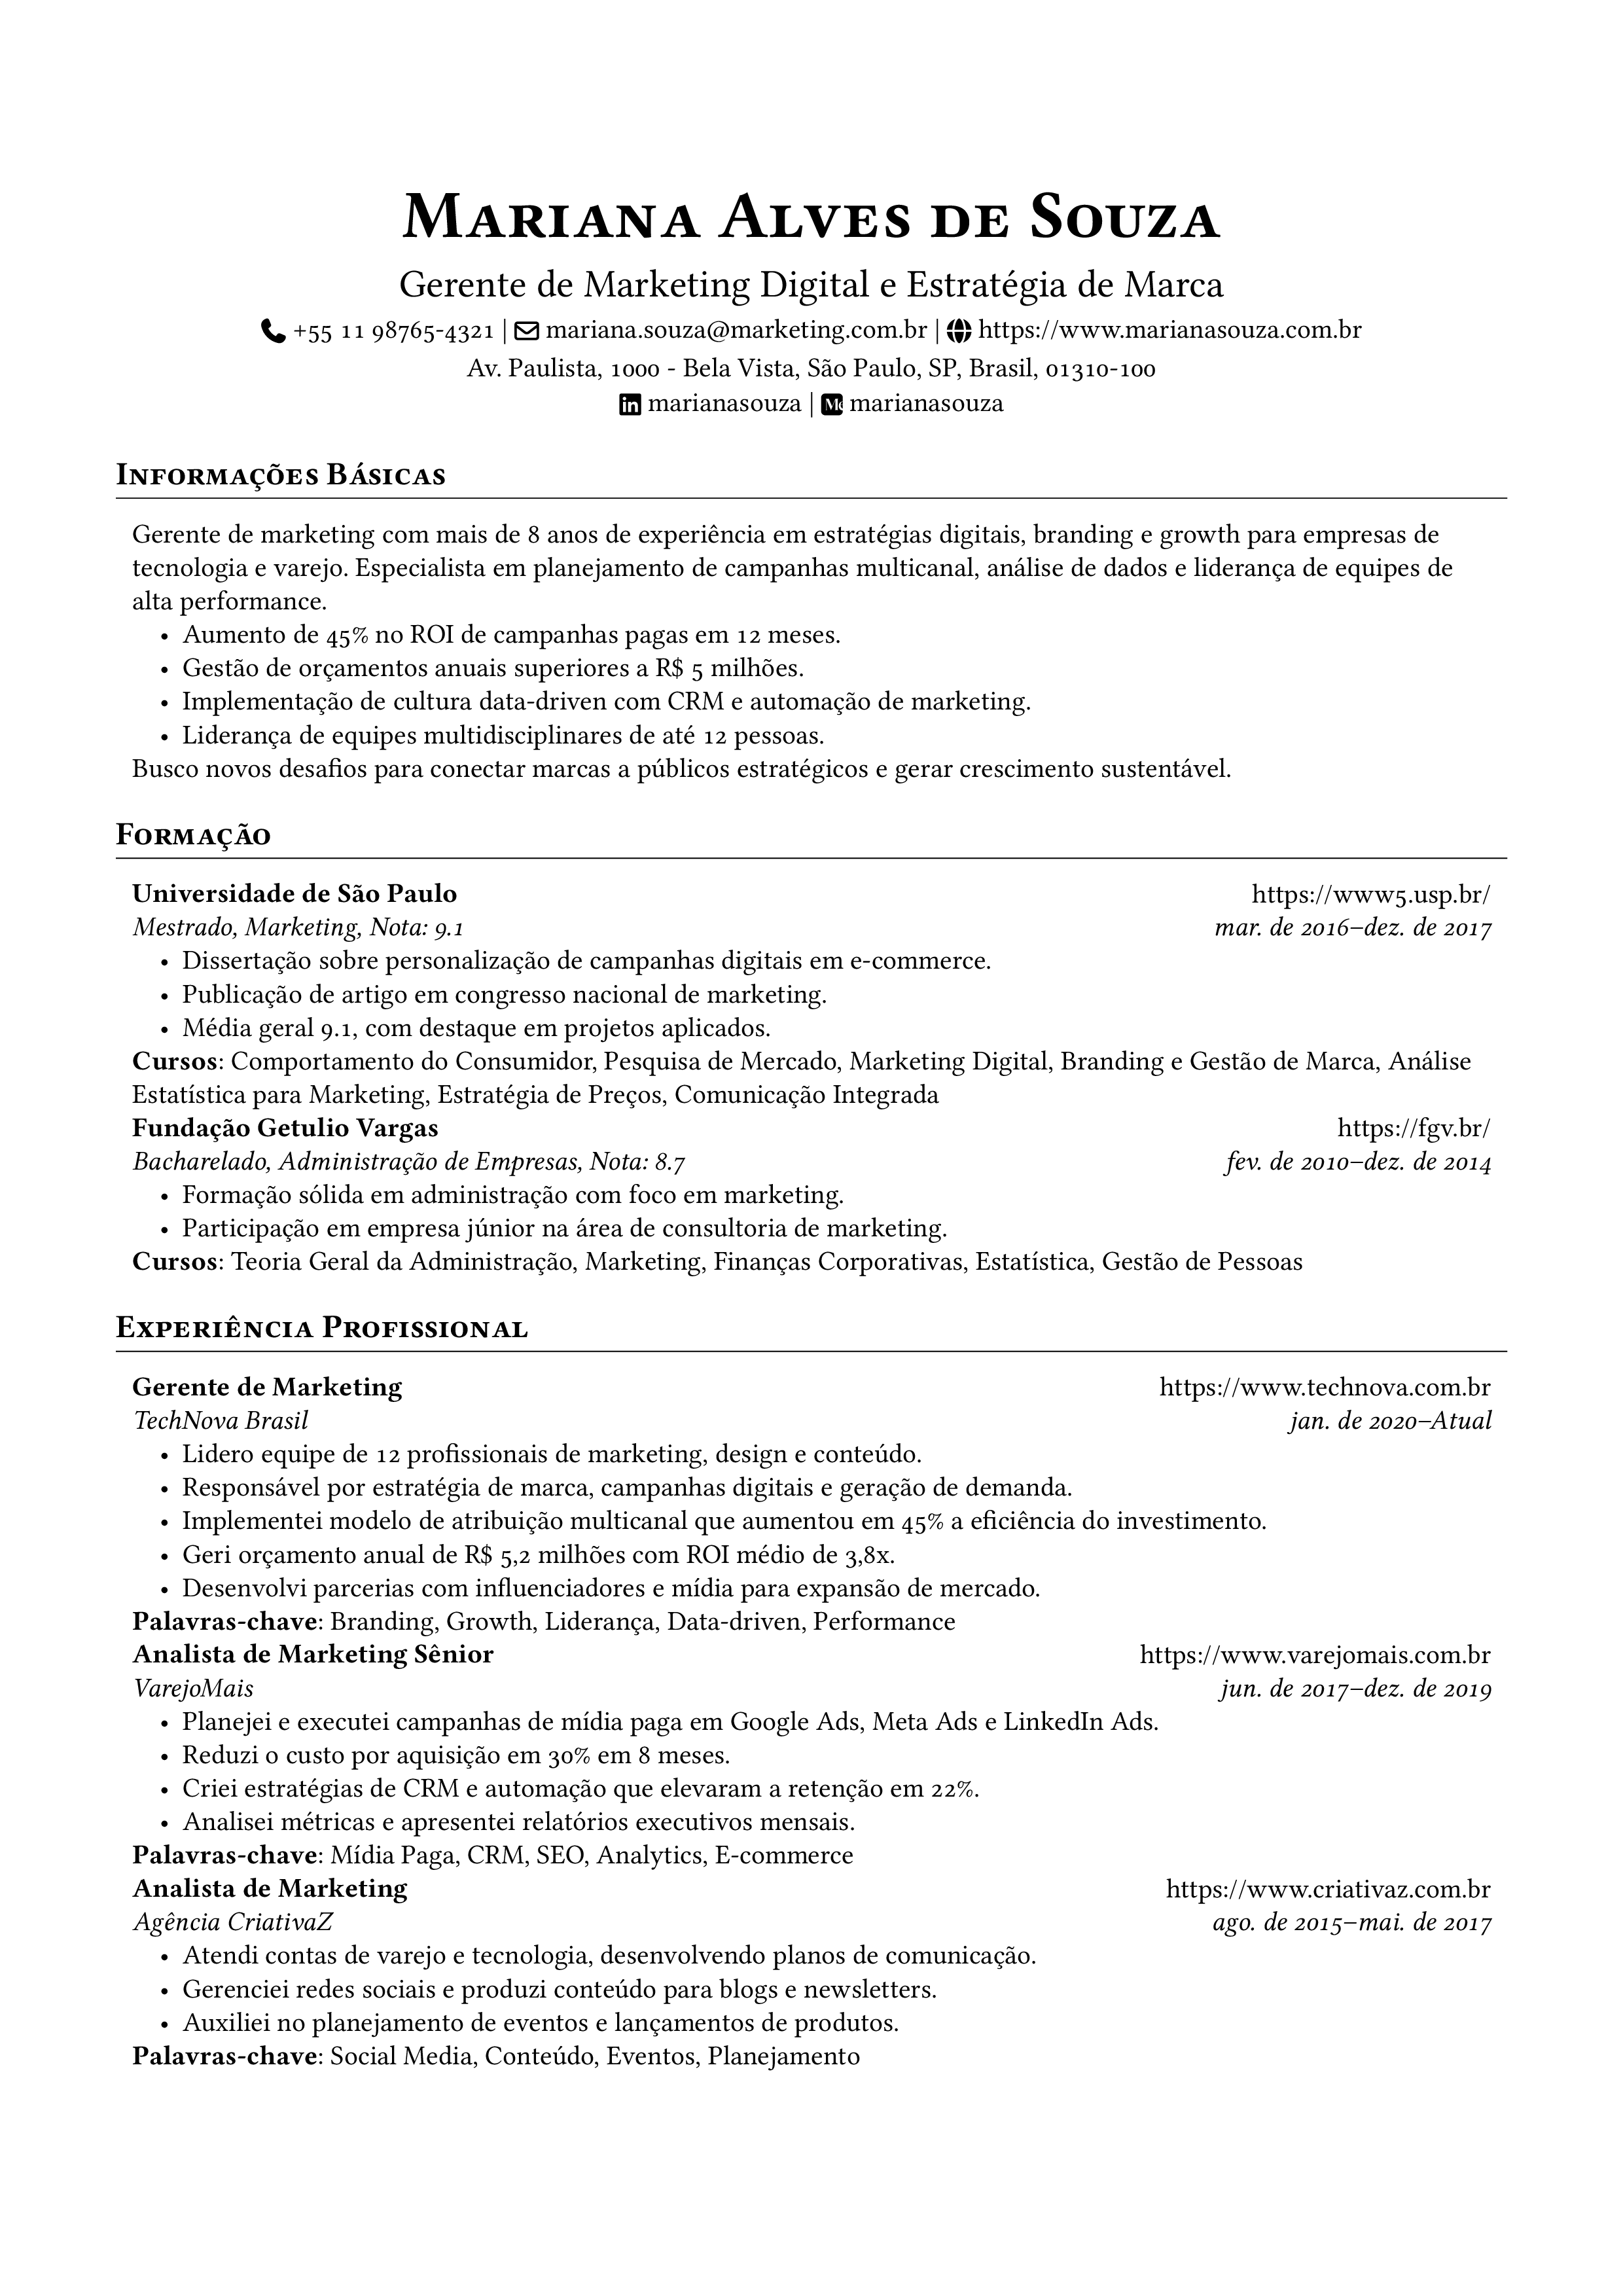 Mariana Alves de Souza
Gerente de Marketing Digital e Estratégia de Marca
+55 11 98765-4321 | mariana.souza@marketing.com.br | https://www.marianasouza.com.br
Av. Paulista, 1000 - Bela Vista, São Paulo, SP, Brasil, 01310-100
marianasouza | marianasouza
Informações Básicas
Gerente de marketing com mais de 8 anos de experiência em estratégias digitais, branding e growth para empresas de
tecnologia e varejo. Especialista em planejamento de campanhas multicanal, análise de dados e liderança de equipes de
alta performance.
• Aumento de 45% no ROI de campanhas pagas em 12 meses.
• Gestão de orçamentos anuais superiores a R$ 5 milhões.
• Implementação de cultura data-driven com CRM e automação de marketing.
• Liderança de equipes multidisciplinares de até 12 pessoas.
Busco novos desafios para conectar marcas a públicos estratégicos e gerar crescimento sustentável.
Formação
Universidade de São Paulo https://www5.usp.br/
Mestrado, Marketing, Nota: 9.1 mar. de 2016–dez. de 2017
• Dissertação sobre personalização de campanhas digitais em e-commerce.
• Publicação de artigo em congresso nacional de marketing.
• Média geral 9.1, com destaque em projetos aplicados.
Cursos: Comportamento do Consumidor, Pesquisa de Mercado, Marketing Digital, Branding e Gestão de Marca, Análise
Estatística para Marketing, Estratégia de Preços, Comunicação Integrada
Fundação Getulio Vargas https://fgv.br/
Bacharelado, Administração de Empresas, Nota: 8.7 fev. de 2010–dez. de 2014
• Formação sólida em administração com foco em marketing.
• Participação em empresa júnior na área de consultoria de marketing.
Cursos: Teoria Geral da Administração, Marketing, Finanças Corporativas, Estatística, Gestão de Pessoas
Experiência Profissional
Gerente de Marketing https://www.technova.com.br
TechNova Brasil jan. de 2020–Atual
• Lidero equipe de 12 profissionais de marketing, design e conteúdo.
• Responsável por estratégia de marca, campanhas digitais e geração de demanda.
• Implementei modelo de atribuição multicanal que aumentou em 45% a eficiência do investimento.
• Geri orçamento anual de R$ 5,2 milhões com ROI médio de 3,8x.
• Desenvolvi parcerias com influenciadores e mídia para expansão de mercado.
Palavras-chave: Branding, Growth, Liderança, Data-driven, Performance
Analista de Marketing Sênior https://www.varejomais.com.br
VarejoMais jun. de 2017–dez. de 2019
• Planejei e executei campanhas de mídia paga em Google Ads, Meta Ads e LinkedIn Ads.
• Reduzi o custo por aquisição em 30% em 8 meses.
• Criei estratégias de CRM e automação que elevaram a retenção em 22%.
• Analisei métricas e apresentei relatórios executivos mensais.
Palavras-chave: Mídia Paga, CRM, SEO, Analytics, E-commerce
Analista de Marketing https://www.criativaz.com.br
Agência CriativaZ ago. de 2015–mai. de 2017
• Atendi contas de varejo e tecnologia, desenvolvendo planos de comunicação.
• Gerenciei redes sociais e produzi conteúdo para blogs e newsletters.
• Auxiliei no planejamento de eventos e lançamentos de produtos.
Palavras-chave: Social Media, Conteúdo, Eventos, Planejamento